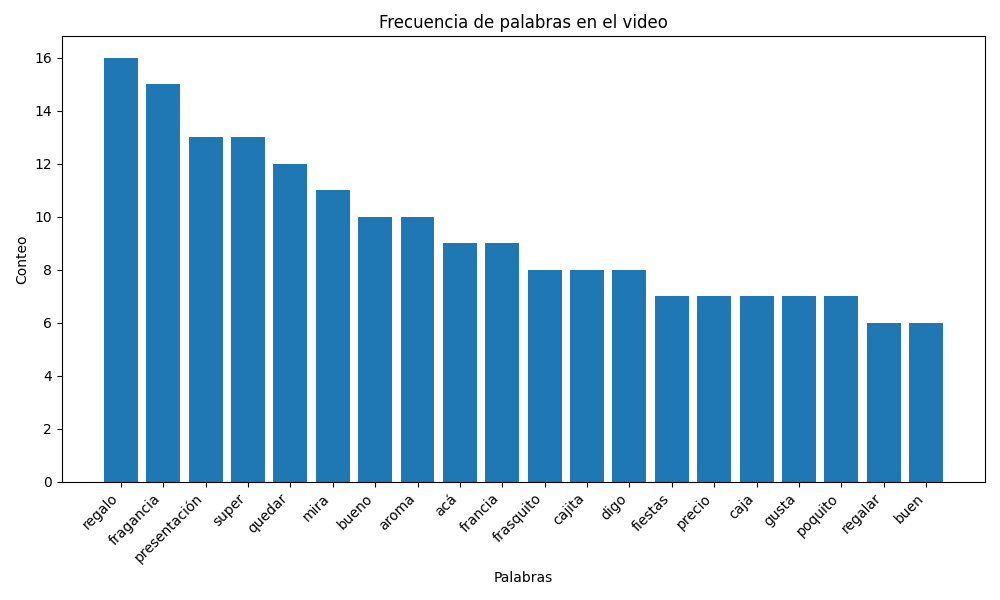 Frecuencia de palabras en el video
Conteo
16
14
12
10
8
6
4
2
0
regalo
fragancia
presentación
super
quedar
mira
bueno
aroma
acá
francia
frasquito
cajita
digo
fiestas
precio
caja
gusta
poquito
regalar
buen
Palabras